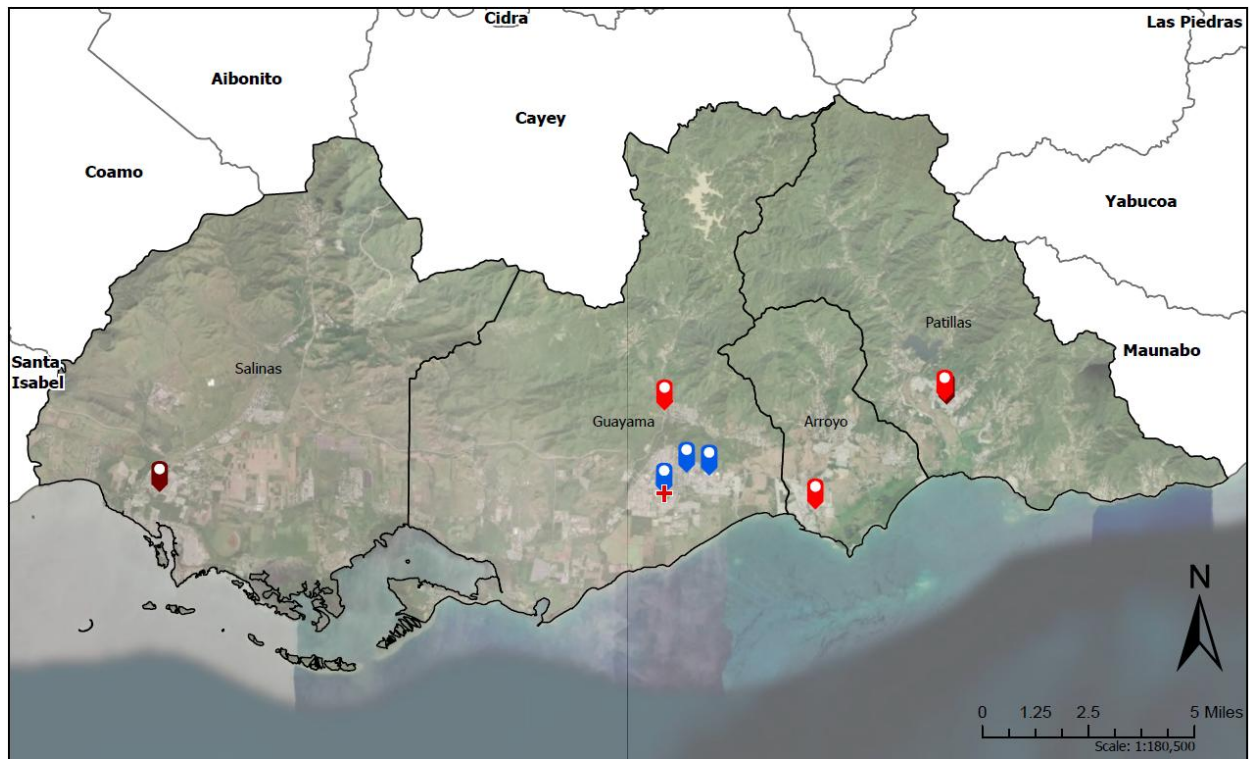 Cidra
Las Piedras
Aibonito
Cayey
Coamo
Yabucoa
Patillas
Maunabo
Santa
Isabel
Salinas
Guayama
Arroyo
N
0 1.25 2.5 5 Miles
Scale: 1:180,500